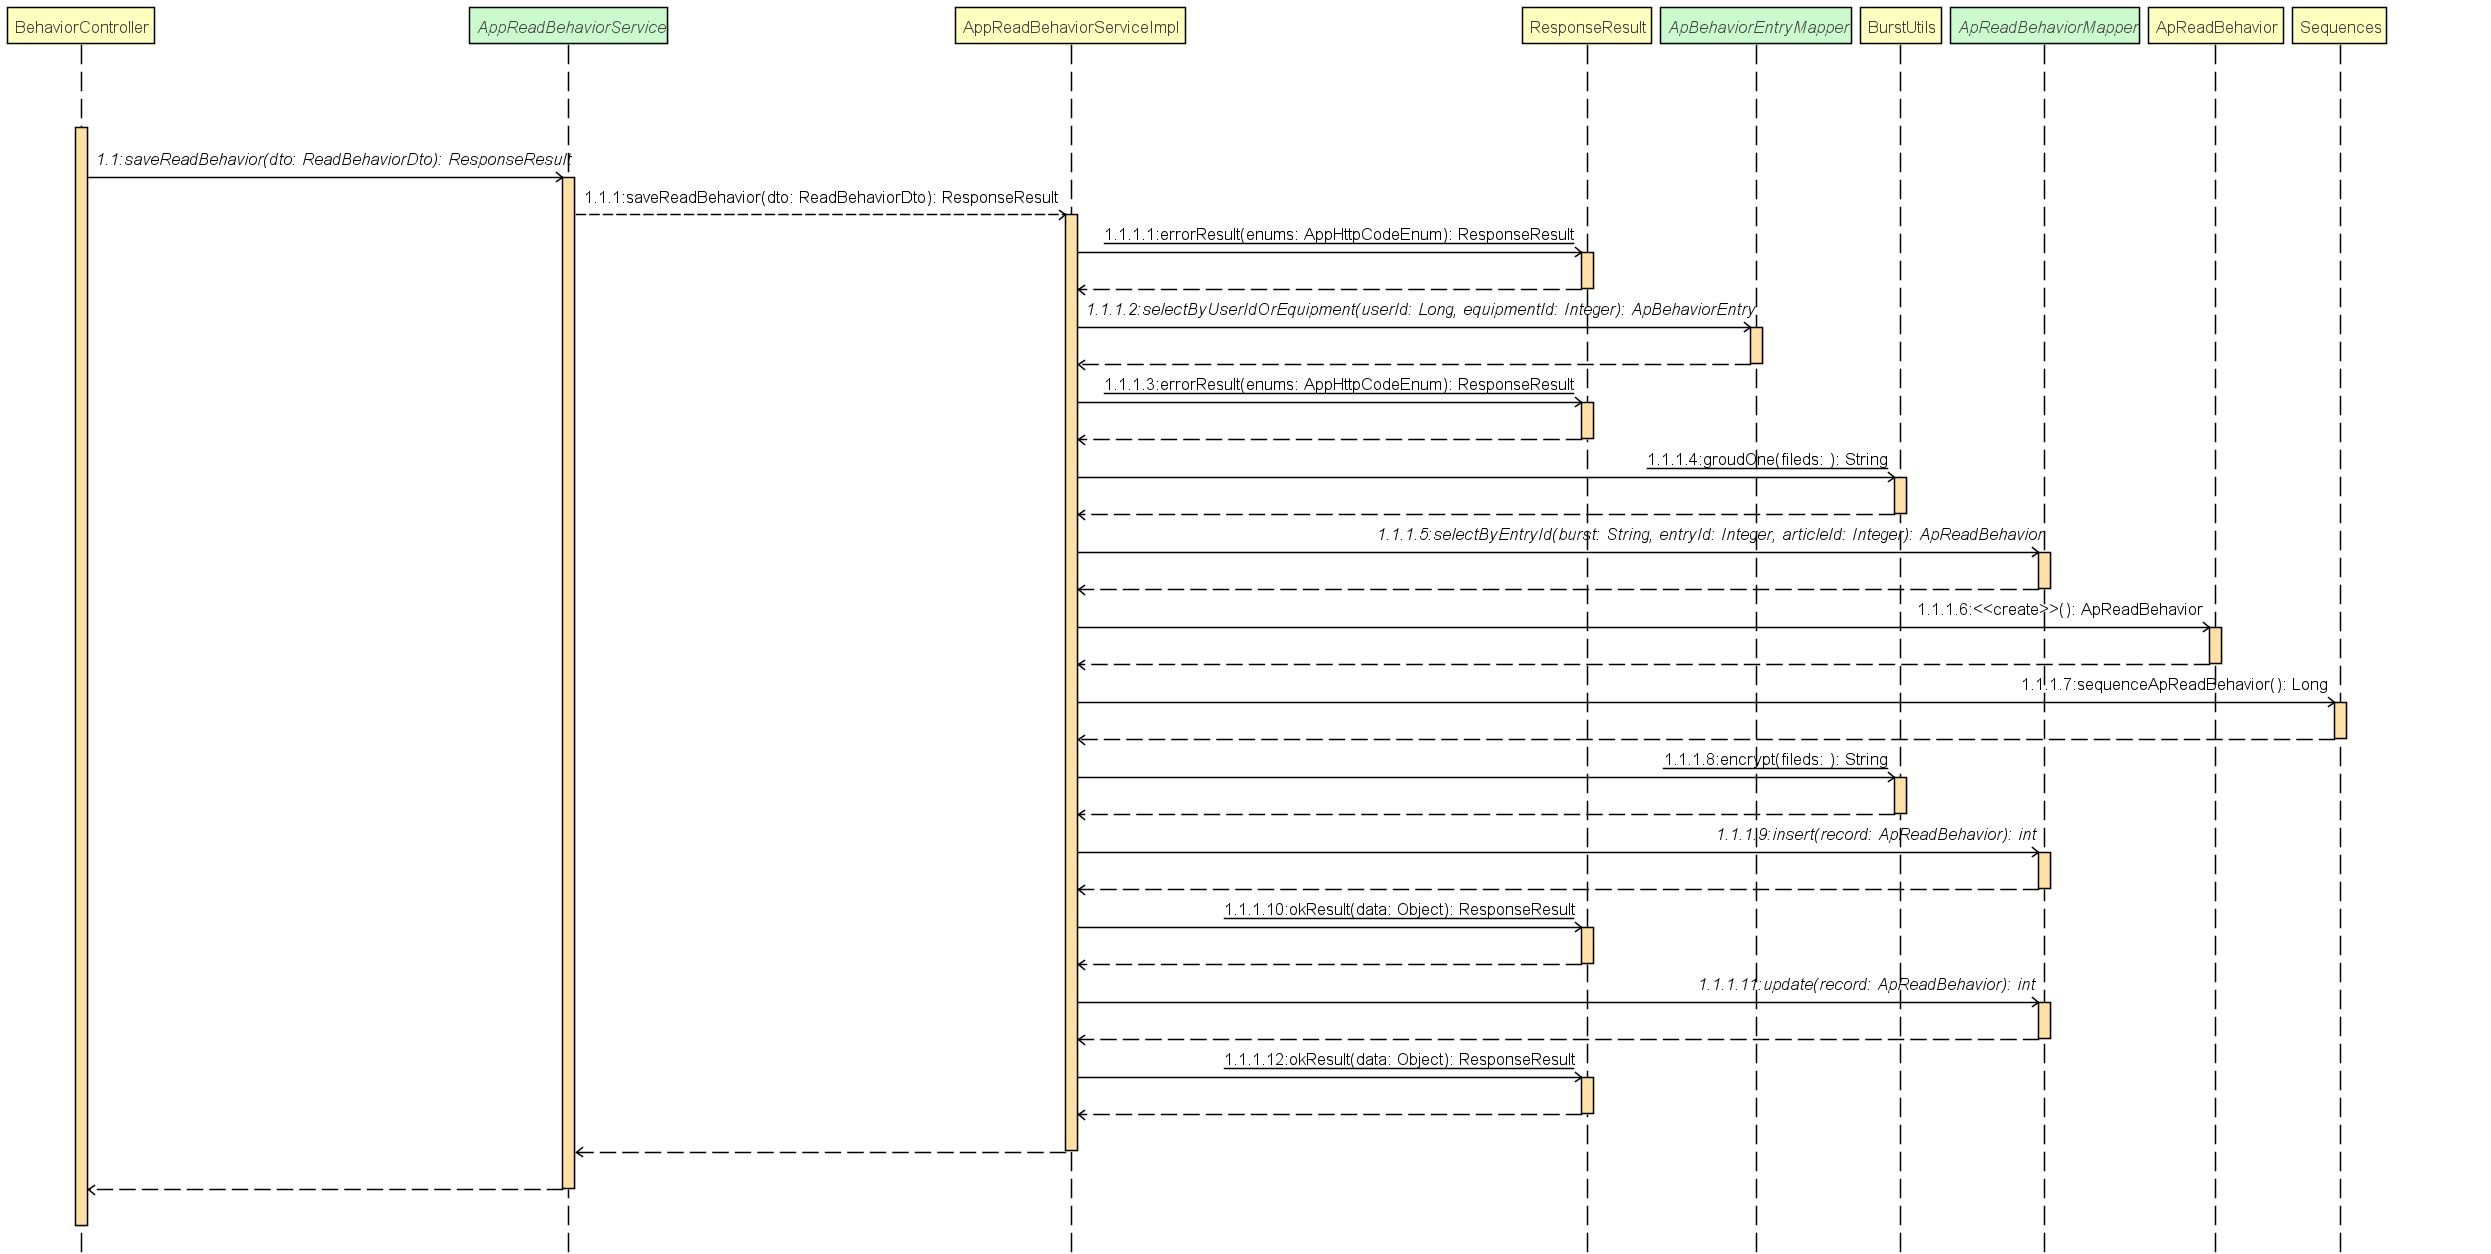 BehaviorController
AppReadBehaviorService
AppReadBehaviorServiceImpl
ResponseResult
ApBehaviorEntryMapper
BurstUtils
ApReadBehaviorMapper
ApReadBehavior
Sequences
1.1:saveReadBehavior(dto: ReadBehaviorDto): ResponseResult
1.1.1:saveReadBehavior(dto: ReadBehaviorDto): ResponseResult
1.1.1.1:errorResult(enums: AppHttpCodeEnum): ResponseResult
1.1.1.2:selectByUserIdOrEquipment(userId: Long, equipmentId: Integer): ApBehaviorEntry
1.1.1.3:errorResult(enums: AppHttpCodeEnum): ResponseResult
1.1.1.4:groudOne(fileds: ): String
1.1.1.5:selectByEntryId(burst: String, entryId: Integer, articleId: Integer): ApReadBehavior
1.1.1.6:<<create>>(): ApReadBehavior
1.1.1.7:sequenceApReadBehavior(): Long
1.1.1.8:encrypt(fileds: ): String
1.1.1.9:insert(record: ApReadBehavior): int
1.1.1.10:okResult(data: Object): ResponseResult
1.1.1.11:update(record: ApReadBehavior): int
1.1.1.12:okResult(data: Object): ResponseResult